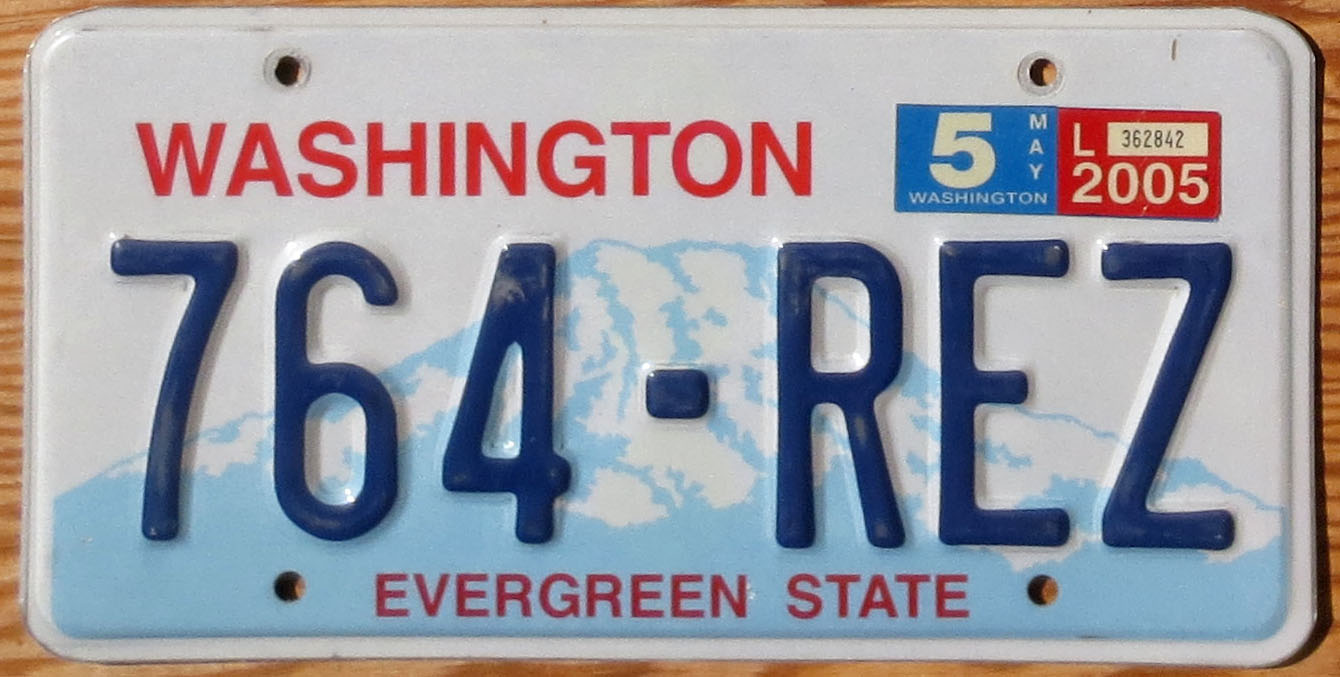 WASHINGTON
5 MAY WASHINGTON
L 362842
2005
764-REZ
EVERGREEN STATE